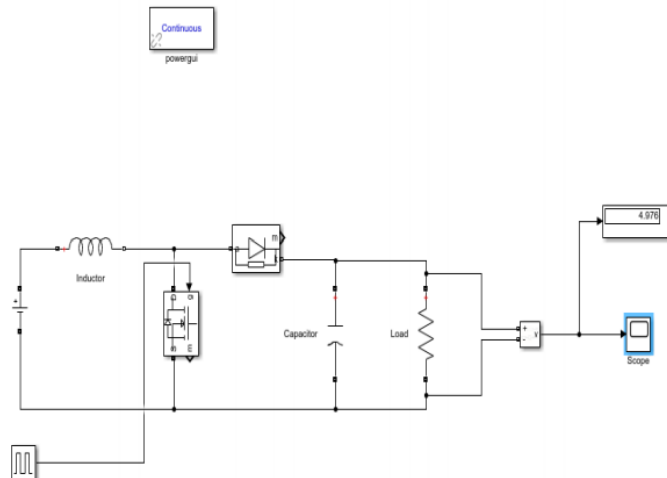 Continuous
powergui
m
4.976
Inductor
+
g
D
S
m
Capacitor
Load
+
-
v
Scope